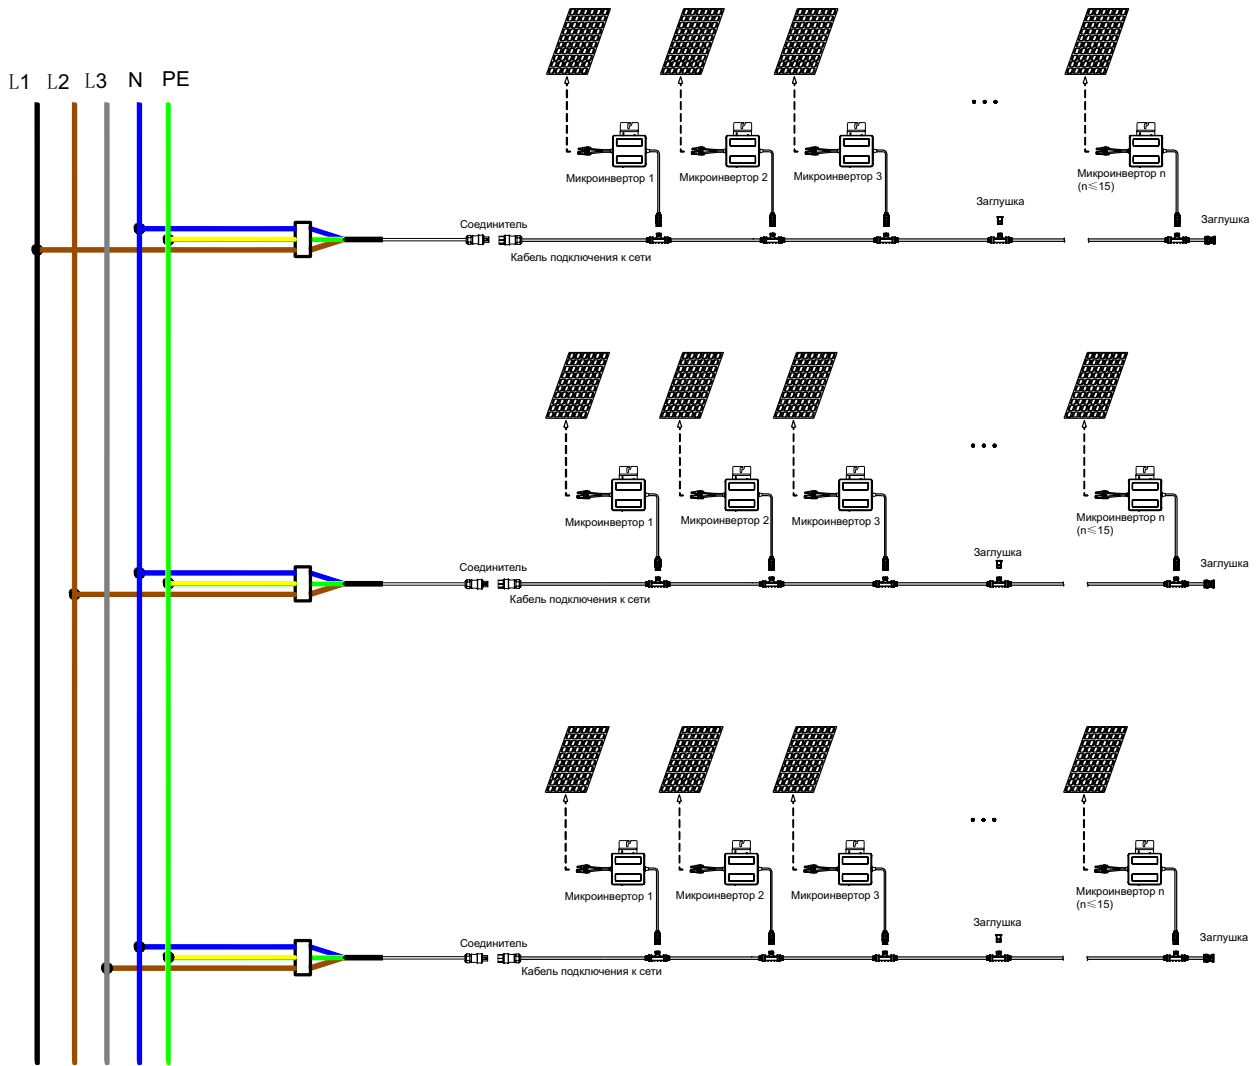 L1 L2 L3 N PE
Микроинвертор 1 Микроинвертор 2 Микроинвертор 3 Микроинвертор n
(n≤15)
Заглушка
Соединитель
Заглушка
Кабель подключения к сети
Микроинвертор 1 Микроинвертор 2 Микроинвертор 3 Микроинвертор n
(n≤15)
Заглушка
Соединитель
Заглушка
Кабель подключения к сети
Микроинвертор 1 Микроинвертор 2 Микроинвертор 3 Микроинвертор n
(n≤15)
Заглушка
Соединитель
Заглушка
Кабель подключения к сети